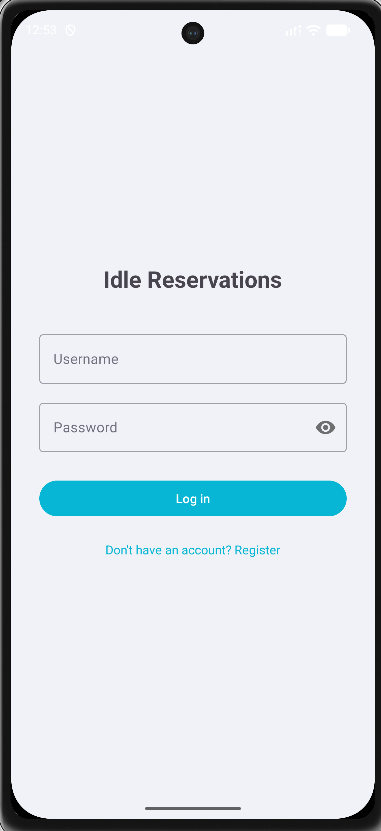 12:53
Idle Reservations
Username
Password
Log in
Don't have an account? Register